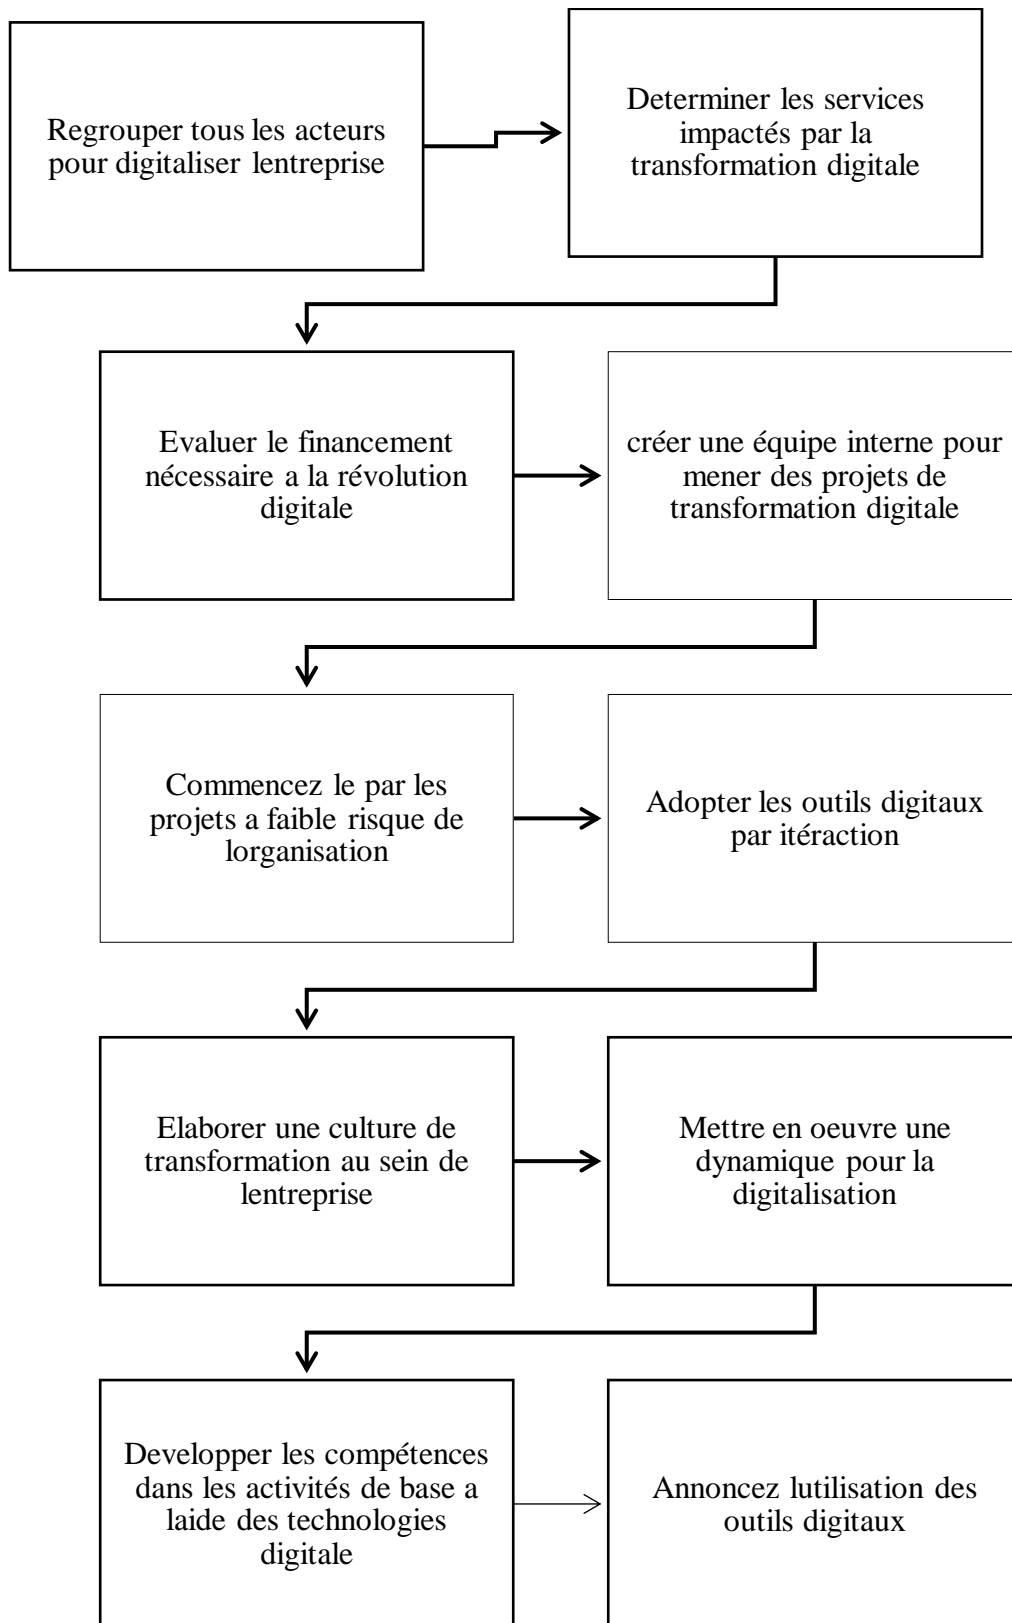 Regrouper tous les acteurs
pour digitaliser lentreprise
Determiner les services
impactés par la
transformation digitale
Evaluer le financement
nécessaire a la révolution
digitale
créer une équipe interne pour
mener des projets de
transformation digitale
Commencez le par les
projets a faible risque de
lorganisation
Adopter les outils digitaux
par itéraction
Elaborer une culture de
transformation au sein de
lentreprise
Mettre en oeuvre une
dynamique pour la
digitalisation
Developper les compétences
dans les activités de base a
laide des technologies
digitale
Annoncez lutilisation des
outils digitaux